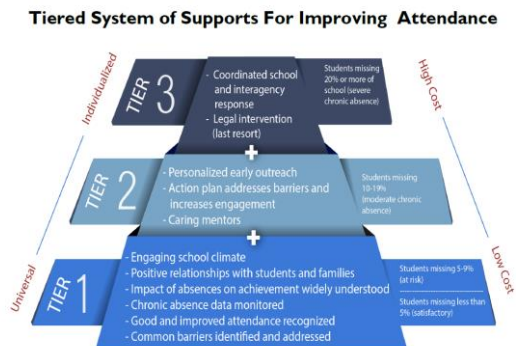 Tiered System of Supports For Improving Attendance
Individualized
High Cost
TIER
3
- Coordinated school
and interagency
response
- Legal intervention
(last resort)
Students missing
20% or more of
school (severe
chronic absence)
+
TIER
2
- Personalized early outreach
- Action plan addresses barriers and
increases engagement
- Caring mentors
Students missing
10-19%
(moderate chronic
absence)
+
Universal
Low Cost
TIER
1
- Engaging school climate
- Positive relationships with students and families
- Impact of absences on achievement widely understood
- Chronic absence data monitored
- Good and improved attendance recognized
- Common barriers identified and addressed
Students missing 5-9%
(at risk)
Students missing less than
5% (satisfactory)